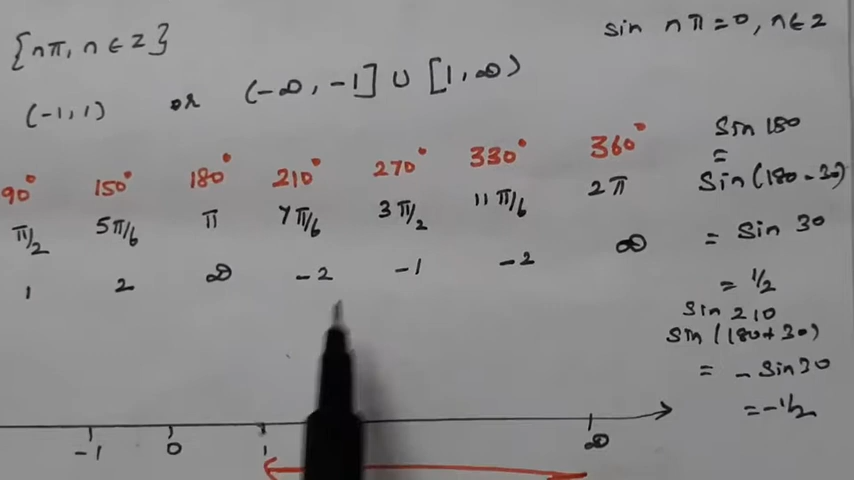 {nπ, n ∈ Z}
sin nπ = 0, n ∈ Z
(-1, 1) or (-∞, -1] ∪ [1, ∞)
90° 150° 180° 210° 270° 330° 360°
π/2 5π/6 π 7π/6 3π/2 11π/6 2π
1 2 ∞ -2 -1 -2 ∞
Sin 150
=
Sin(180-30)
= Sin 30
= 1/2
Sin 210
Sin (180+30)
= - Sin 30
= -1/2
-1 0 1 ∞